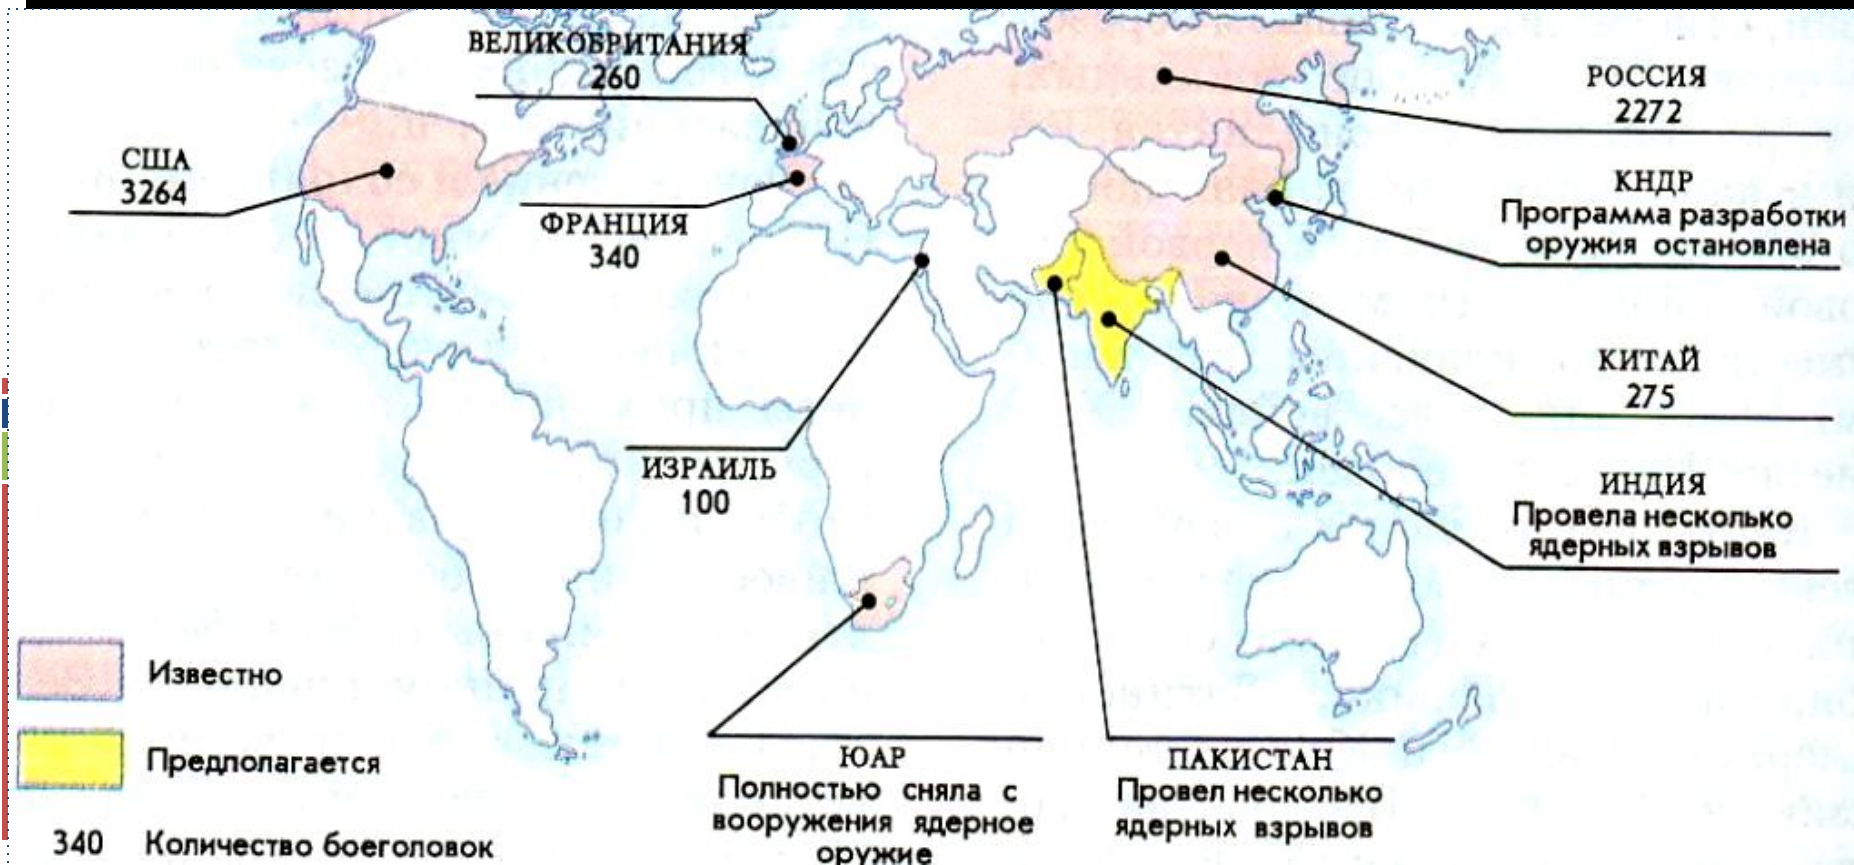 ВЕЛИКОБРИТАНИЯ
260
РОССИЯ
2272
США
3264
КНДР
Программа разработки
оружия остановлена
ФРАНЦИЯ
340
КИТАЙ
275
ИЗРАИЛЬ
100
ИНДИЯ
Провела несколько
ядерных взрывов
Известно
Предполагается
340 Количество боеголовок
ЮАР
Полностью сняла с
вооружения ядерное
оружие
ПАКИСТАН
Провел несколько
ядерных взрывов